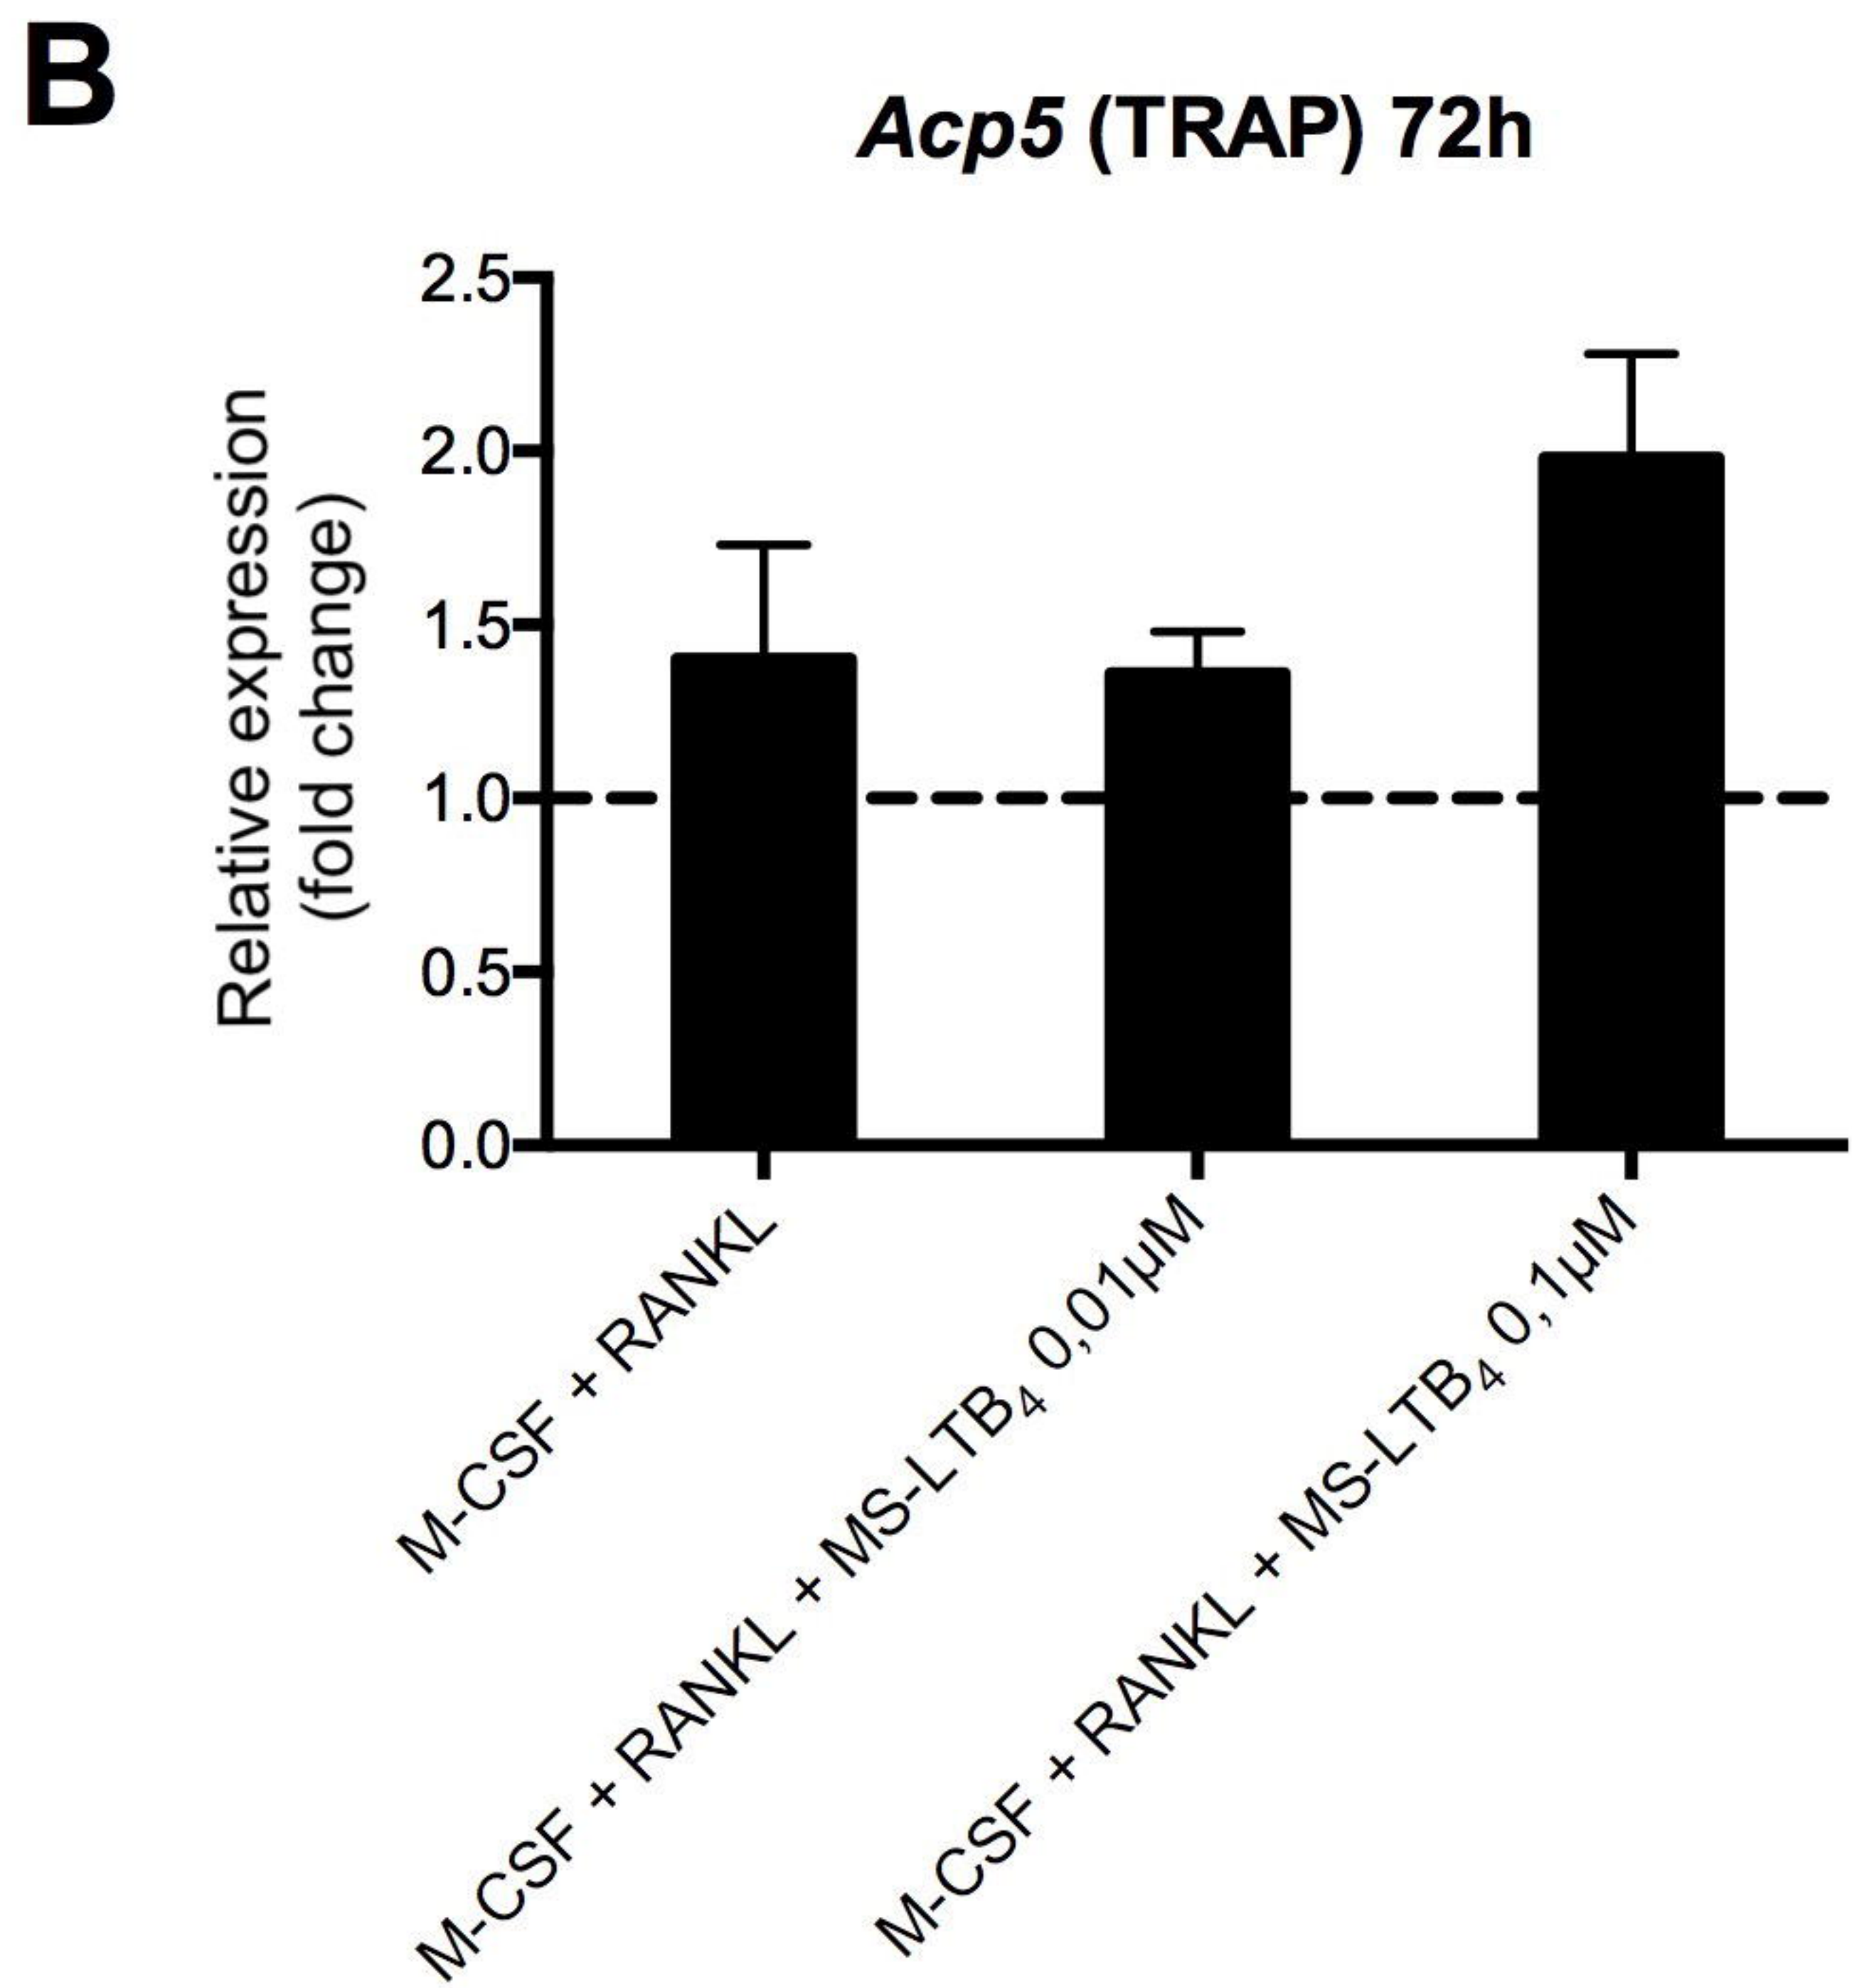 B
Acp5 (TRAP) 72h
Relative expression
(fold change)
2.5
2.0
1.5
1.0
0.5
0.0
M-CSF + RANKL
M-CSF + RANKL + MS-LTB₄ 0,01µM
M-CSF + RANKL + MS-LTB₄ 0,1µM